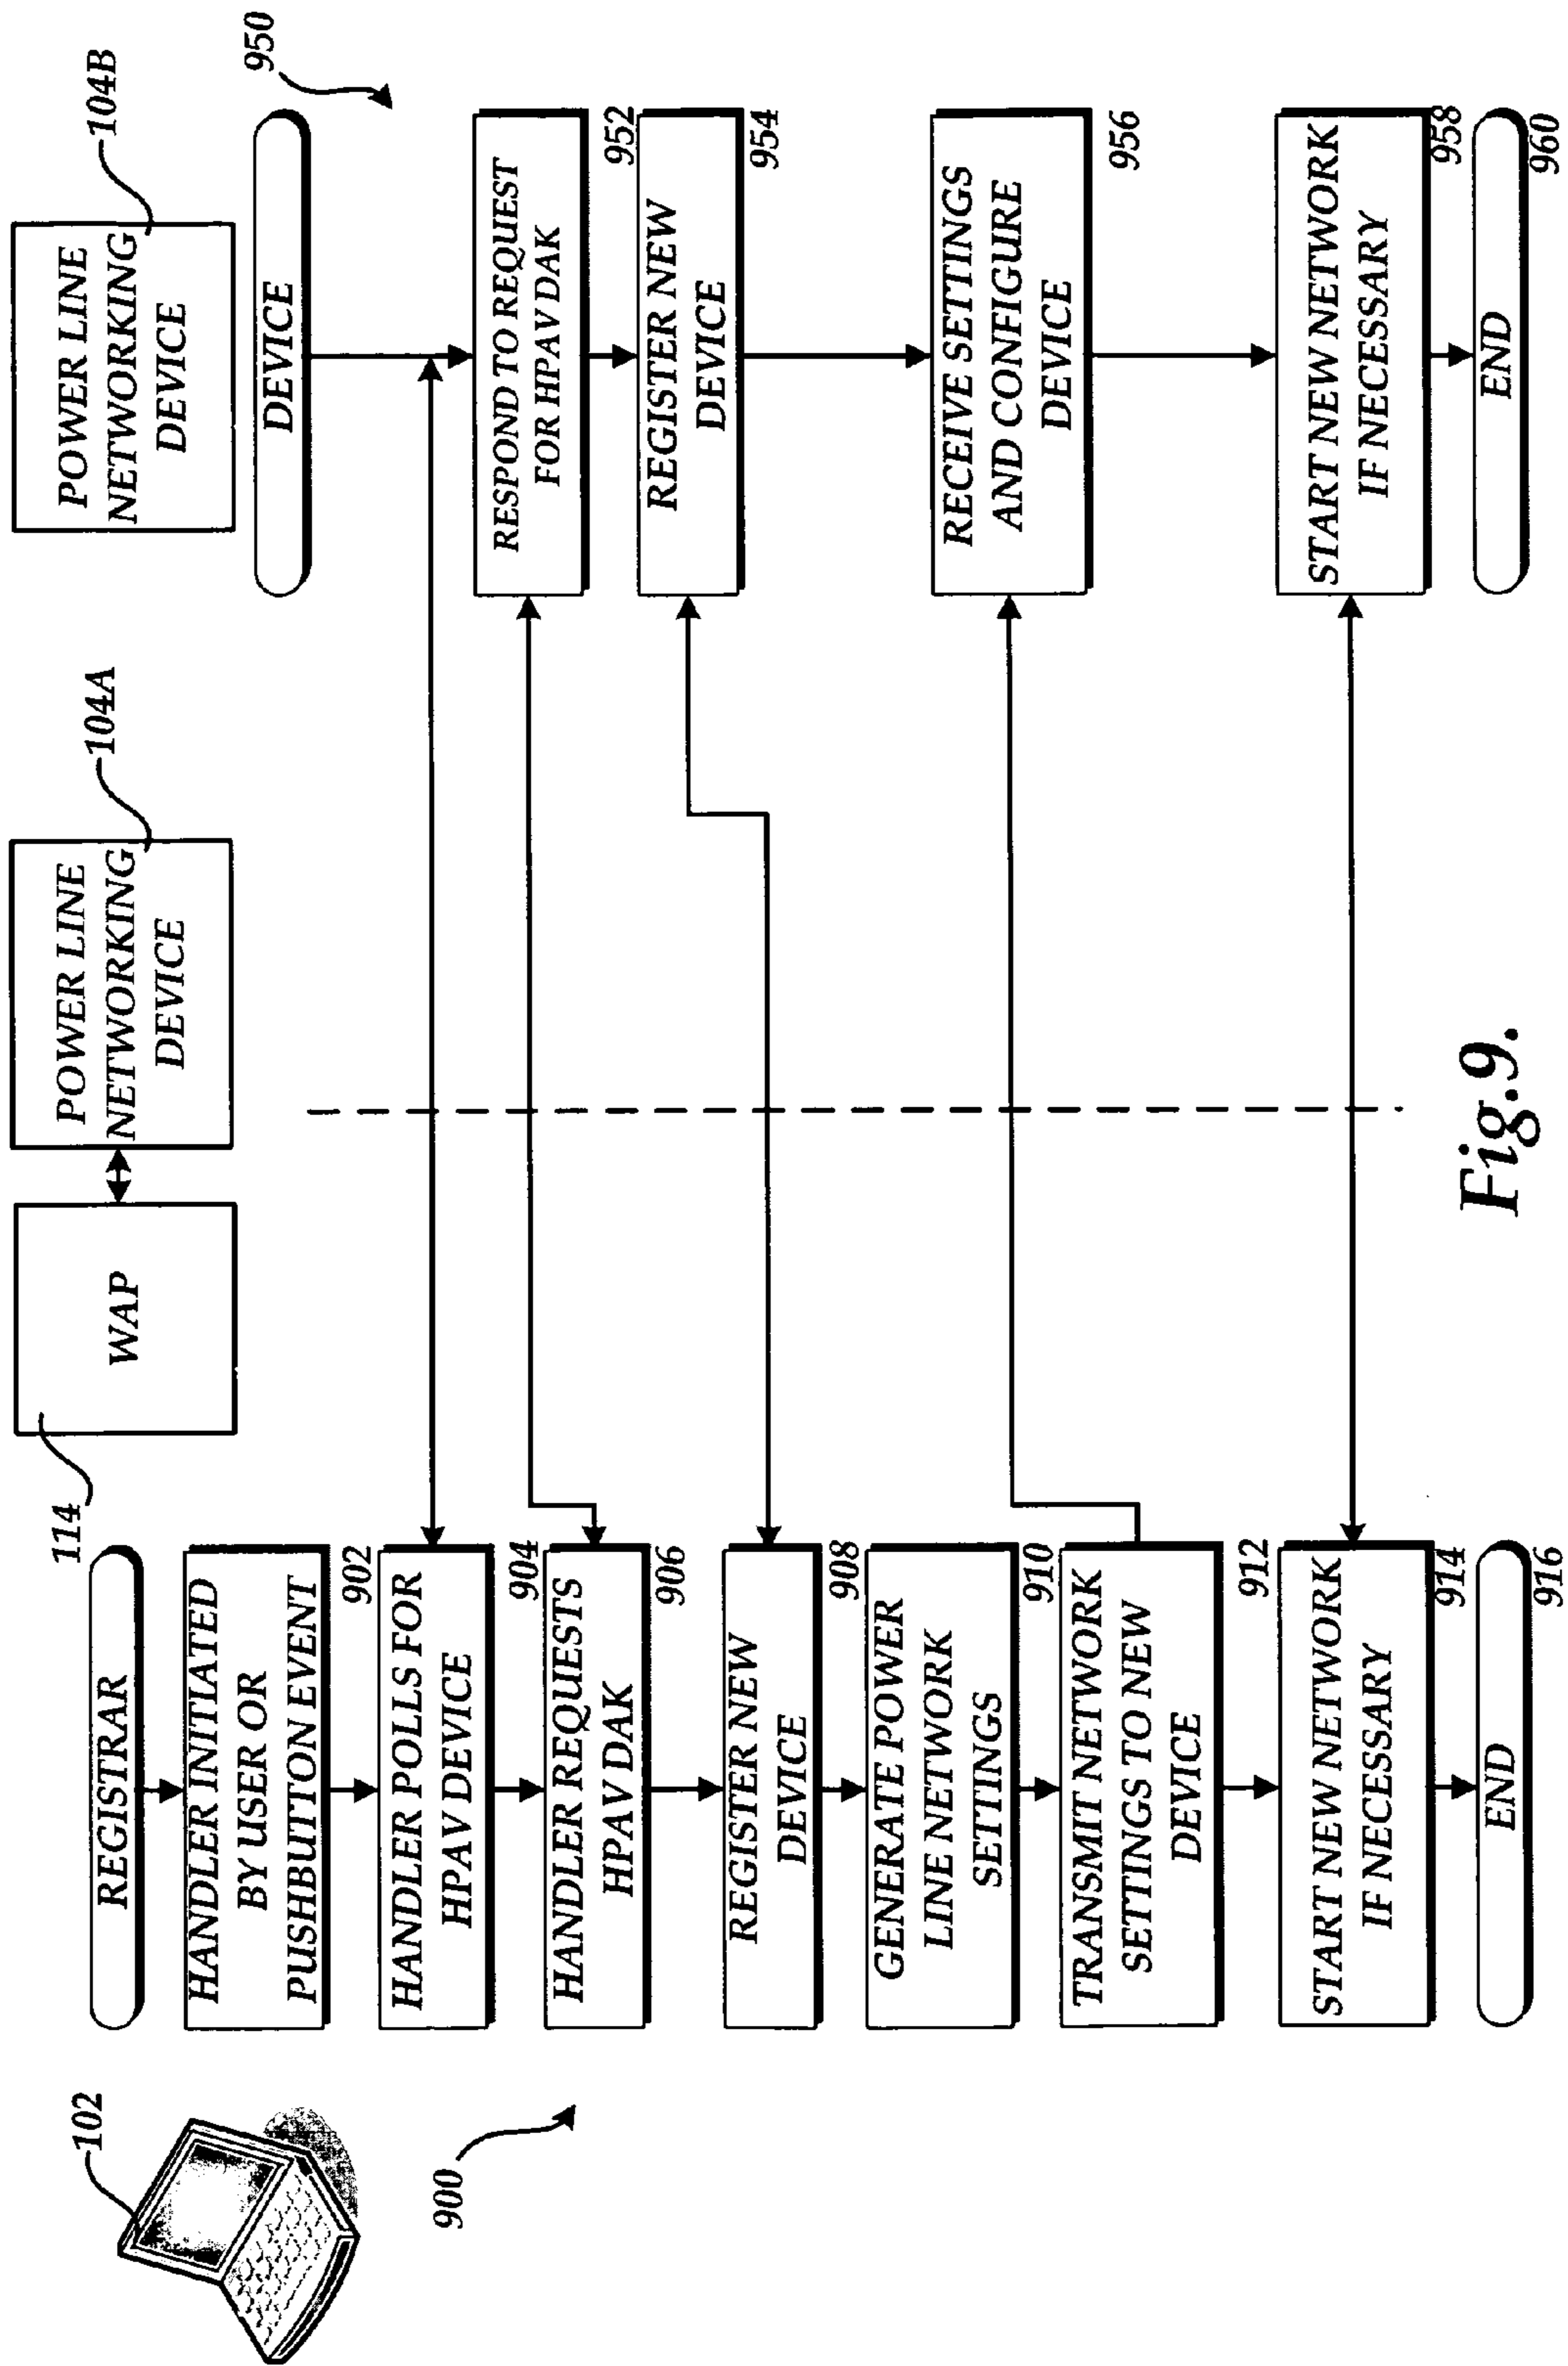 102
900
114
WAP
POWER LINE
NETWORKING
DEVICE
104A
POWER LINE
NETWORKING
DEVICE
104B
950
REGISTRAR
HANDLER INITIATED
BY USER OR
PUSHBUTTON EVENT
902
HANDLER POLLS FOR
HPAV DEVICE
904
HANDLER REQUESTS
HPAV DAK
906
REGISTER NEW
DEVICE
908
GENERATE POWER
LINE NETWORK
SETTINGS
910
TRANSMIT NETWORK
SETTINGS TO NEW
DEVICE
912
START NEW NETWORK
IF NECESSARY
914
END
916
DEVICE
RESPOND TO REQUEST
FOR HPAV DAK
952
REGISTER NEW
DEVICE
954
RECEIVE SETTINGS
AND CONFIGURE
DEVICE
956
START NEW NETWORK
IF NECESSARY
958
END
960
Fig.9.